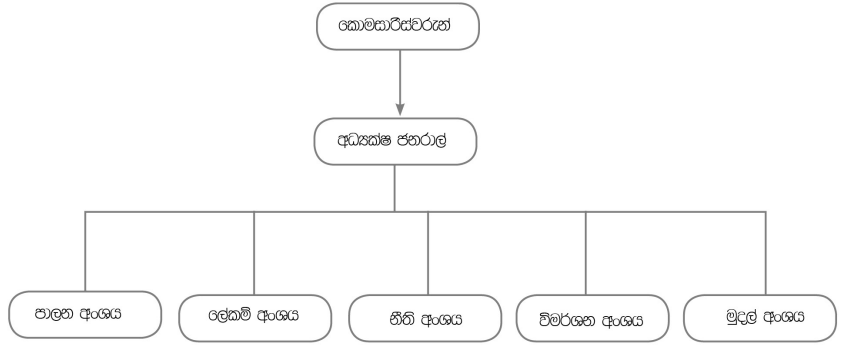 කොමසාරිස්වරුන්
අධ්‍යක්ෂ ජනරාල්
පාලන අංශය
ලේකම් අංශය
නීති අංශය
විමර්ශන අංශය
මුදල් අංශය